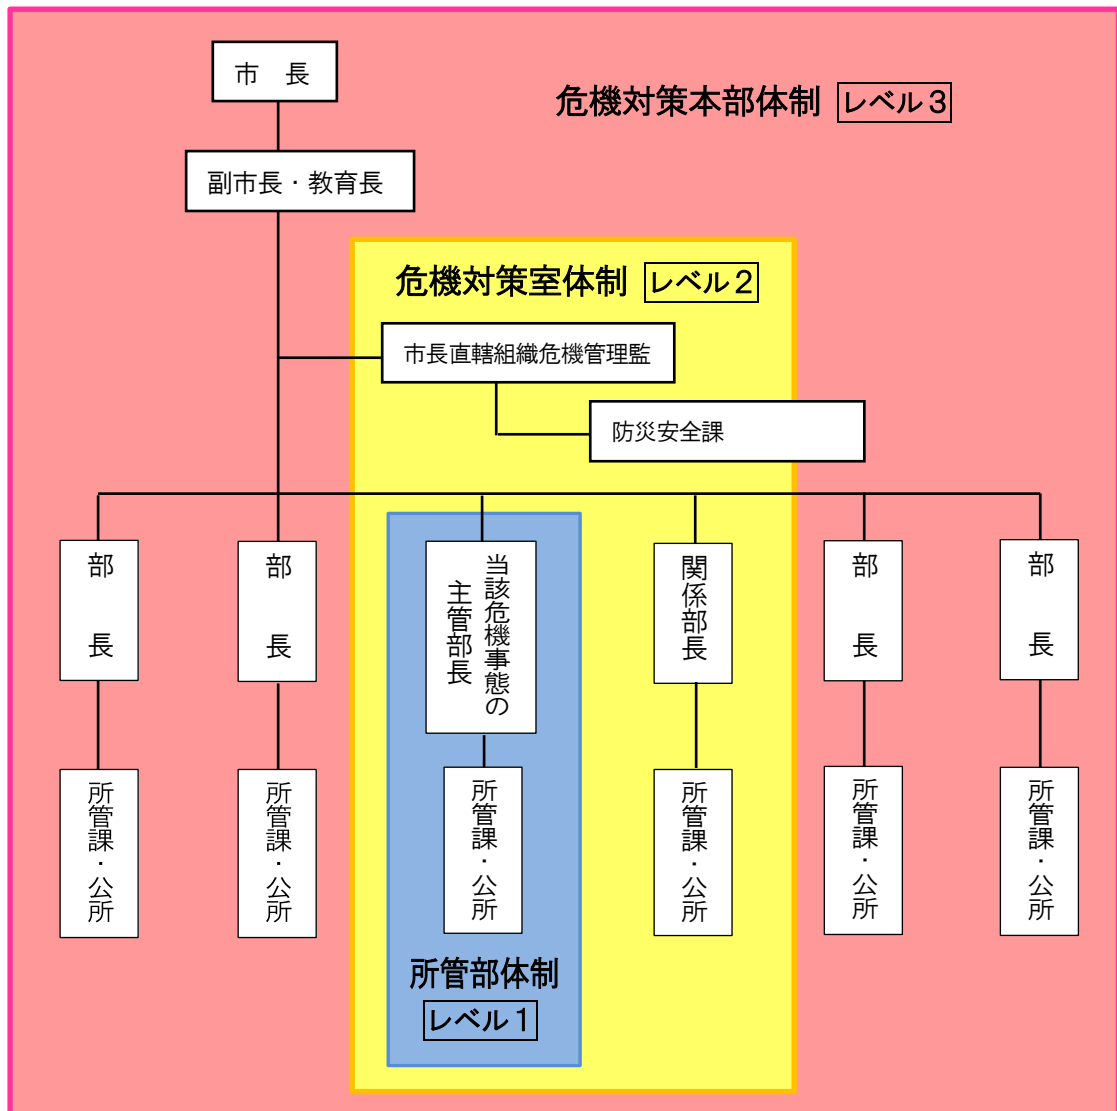 市　長
危機対策本部体制 レベル３
副市長・教育長
危機対策室体制 レベル２
市長直轄組織危機管理監
防災安全課
部　長
部　長
当該危機事態の
主管部長
関係部長
部　長
部　長
所管課・公所
所管課・公所
所管課・公所
所管課・公所
所管課・公所
所管課・公所
所管部体制
レベル１